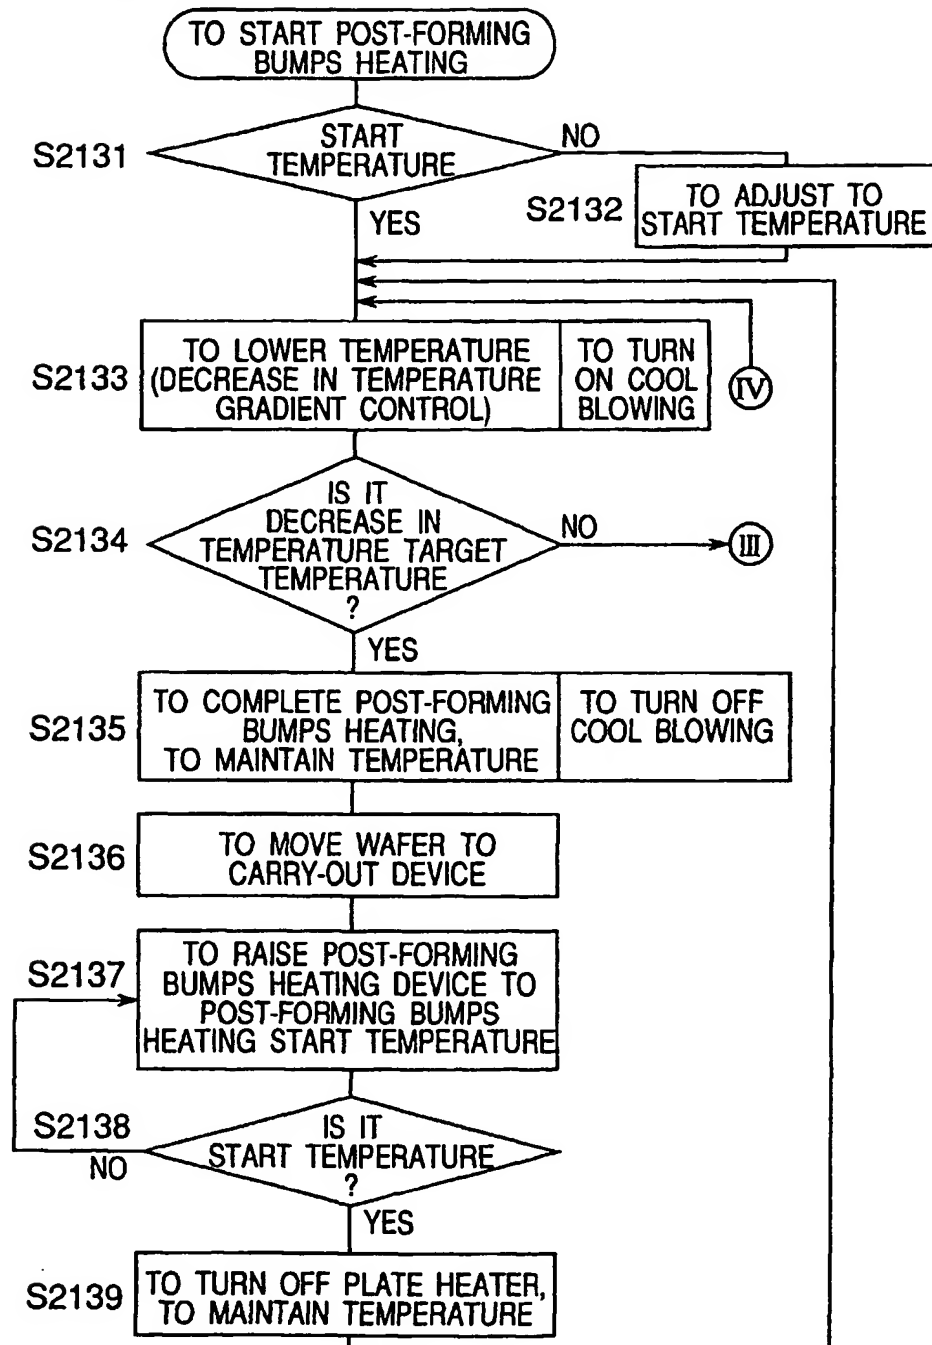 TO START POST-FORMING
BUMPS HEATING
S2131
START
TEMPERATURE
NO
YES
S2132
TO ADJUST TO
START TEMPERATURE
S2133
TO LOWER TEMPERATURE
(DECREASE IN TEMPERATURE
GRADIENT CONTROL)
TO TURN
ON COOL
BLOWING
IV
S2134
IS IT
DECREASE IN
TEMPERATURE TARGET
TEMPERATURE
?
NO
III
YES
S2135
TO COMPLETE POST-FORMING
BUMPS HEATING,
TO MAINTAIN TEMPERATURE
TO TURN OFF
COOL BLOWING
S2136
TO MOVE WAFER TO
CARRY-OUT DEVICE
S2137
TO RAISE POST-FORMING
BUMPS HEATING DEVICE TO
POST-FORMING BUMPS
HEATING START TEMPERATURE
S2138
NO
IS IT
START TEMPERATURE
?
YES
S2139
TO TURN OFF PLATE HEATER,
TO MAINTAIN TEMPERATURE